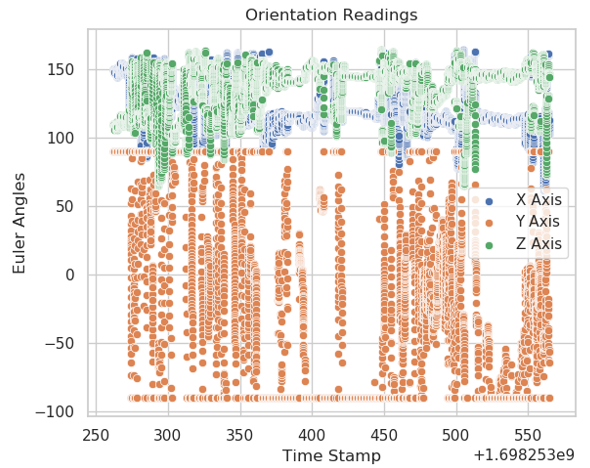 Orientation Readings
150
100
50
0
−50
−100
Euler Angles
X Axis
Y Axis
Z Axis
250 300 350 400 450 500 550
Time Stamp
+1.698253e9